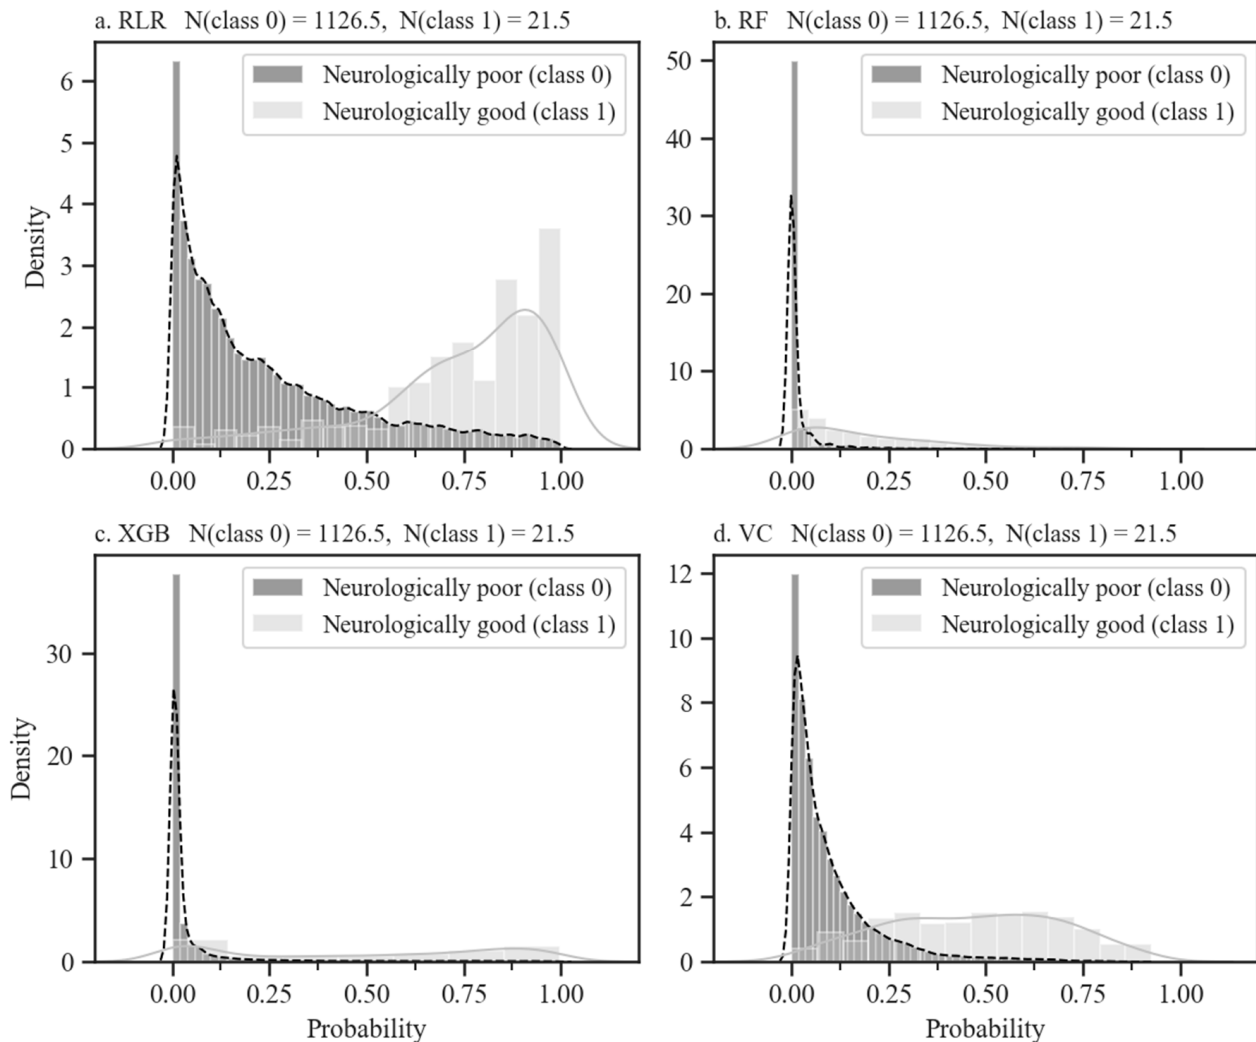 a. RLR N(class 0) = 1126.5, N(class 1) = 21.5
Neurologically poor (class 0)
Neurologically good (class 1)
Density
6
5
4
3
2
1
0
0.00 0.25 0.50 0.75 1.00
b. RF N(class 0) = 1126.5, N(class 1) = 21.5
Neurologically poor (class 0)
Neurologically good (class 1)
50
40
30
20
10
0
0.00 0.25 0.50 0.75 1.00
c. XGB N(class 0) = 1126.5, N(class 1) = 21.5
Neurologically poor (class 0)
Neurologically good (class 1)
Density
30
20
10
0
0.00 0.25 0.50 0.75 1.00
Probability
d. VC N(class 0) = 1126.5, N(class 1) = 21.5
Neurologically poor (class 0)
Neurologically good (class 1)
12
10
8
6
4
2
0
0.00 0.25 0.50 0.75 1.00
Probability